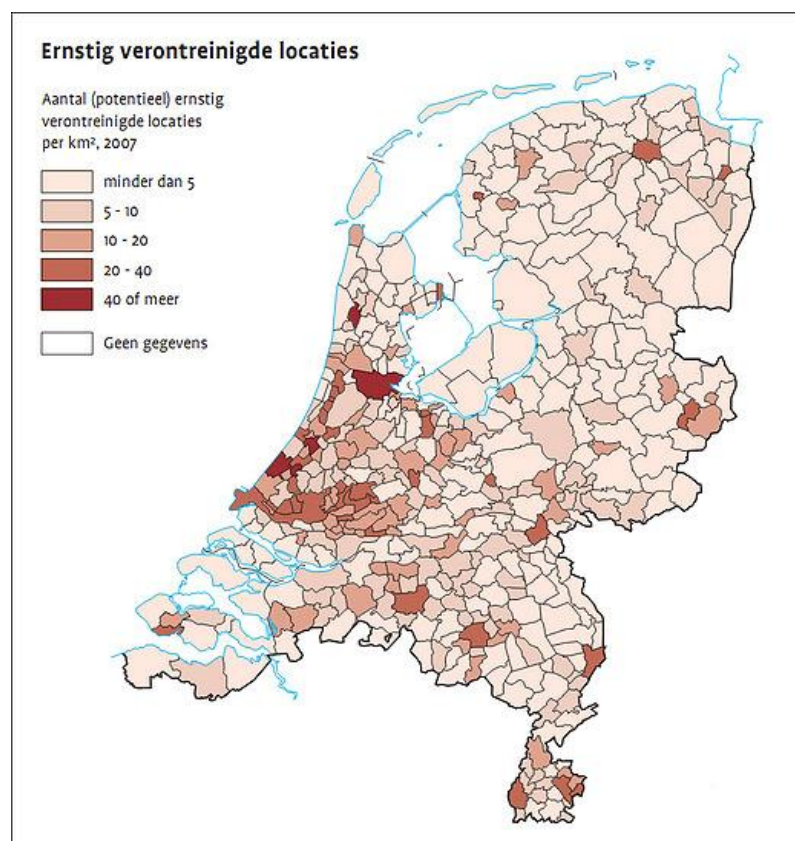 Ernstig verontreinigde locaties
Aantal (potentieel) ernstig
verontreinigde locaties
per km², 2007
minder dan 5
5 - 10
10 - 20
20 - 40
40 of meer
Geen gegevens